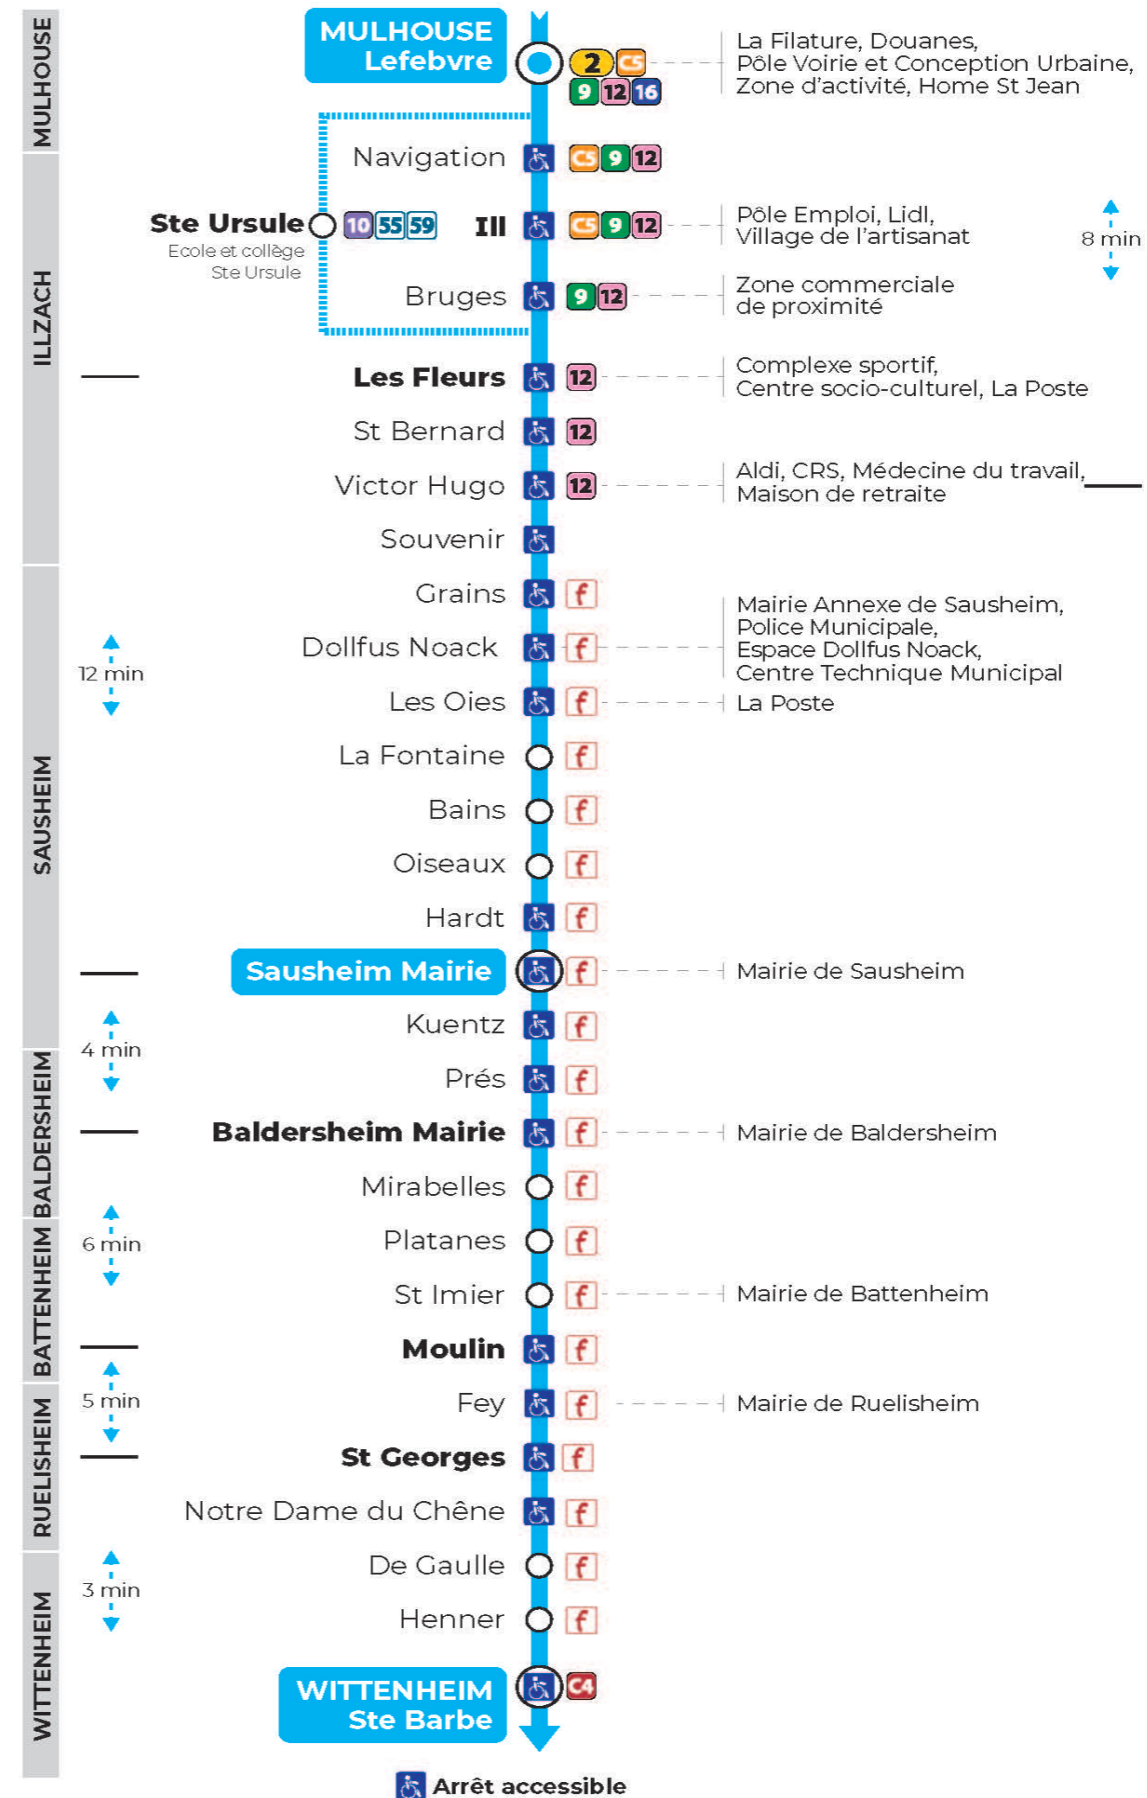 MULHOUSE
MULHOUSE
Lefebvre
2 C5
9 12 16
La Filature, Douanes,
Pôle Voirie et Conception Urbaine,
Zone d'activité, Home St Jean
ILLZACH
Navigation
C5 9 12
Ste Ursule
Ecole et collège
Ste Ursule
10 55 59
Ill
C5 9 12
Pôle Emploi, Lidl,
Village de l'artisanat
8 min
Bruges
9 12
Zone commerciale
de proximité
Les Fleurs
12
Complexe sportif,
Centre socio-culturel, La Poste
St Bernard
12
Victor Hugo
12
Aldi, CRS, Médecine du travail,
Maison de retraite
Souvenir
SAUSHEIM
Grains
f
Dollfus Noack
f
Mairie Annexe de Sausheim,
Police Municipale,
Espace Dollfus Noack,
Centre Technique Municipal
12 min
Les Oies
f
La Poste
La Fontaine
f
Bains
f
Oiseaux
f
Hardt
f
Sausheim Mairie
f
Mairie de Sausheim
Kuentz
f
4 min
BALDERSHEIM
Prés
f
Baldersheim Mairie
f
Mairie de Baldersheim
Mirabelles
f
BATTENHEIM
Platanes
f
6 min
St Imier
f
Mairie de Battenheim
Moulin
f
RUELISHEIM
5 min
Fey
f
Mairie de Ruelisheim
St Georges
f
Notre Dame du Chêne
f
WITTENHEIM
De Gaulle
f
3 min
Henner
f
WITTENHEIM
Ste Barbe
C4
Arrêt accessible